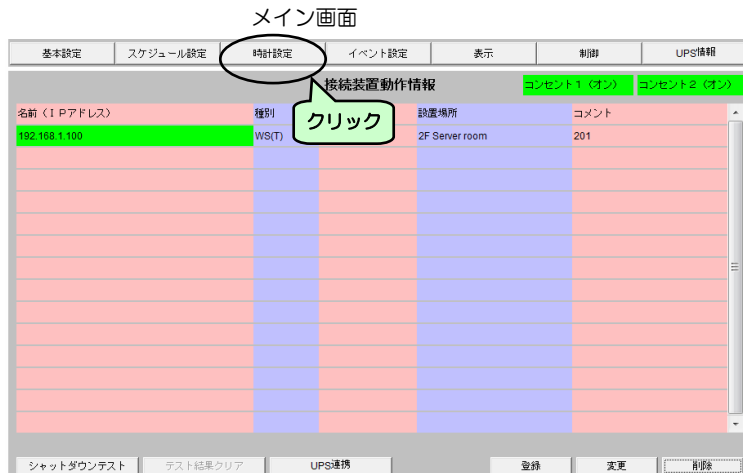 メイン画面
基本設定 スケジュール設定 時計設定 イベント設定 表示 制御 UPS情報
接続装置動作情報 コンセント1（オン） コンセント2（オン）
名前（ＩＰアドレス） 種別 設置場所 コメント
クリック
192.168.1.100 WS(T) 2F Server room 201
シャットダウンテスト テスト結果クリア UPS連携 登録 変更 削除